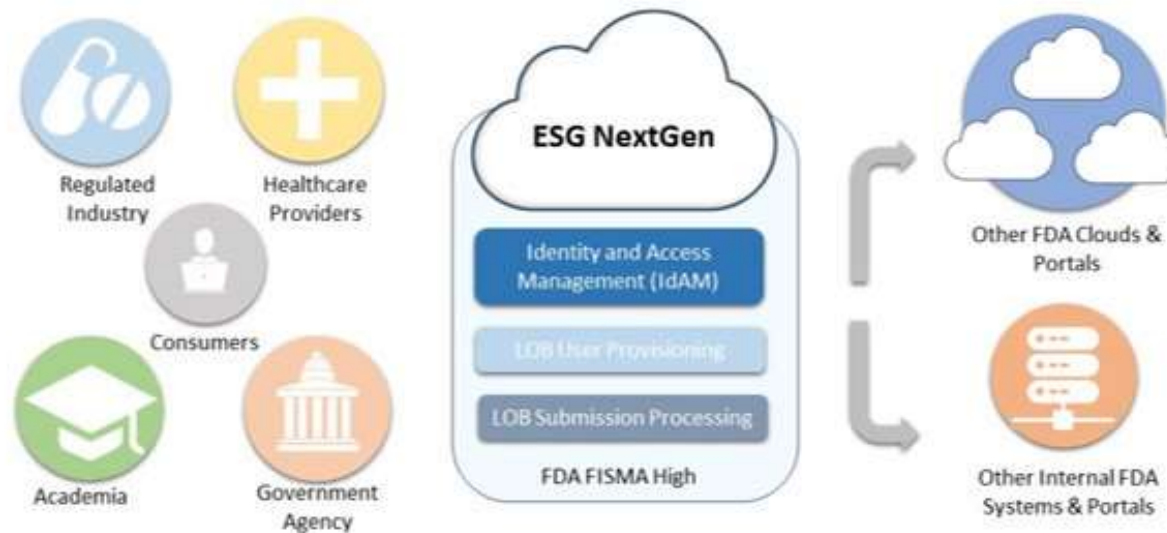 Regulated
Industry
Healthcare
Providers
Consumers
Academia
Government
Agency
ESG NextGen
Identity and Access
Management (IdAM)
LOB User Provisioning
LOB Submission Processing
FDA FISMA High
Other FDA Clouds &
Portals
Other Internal FDA
Systems & Portals